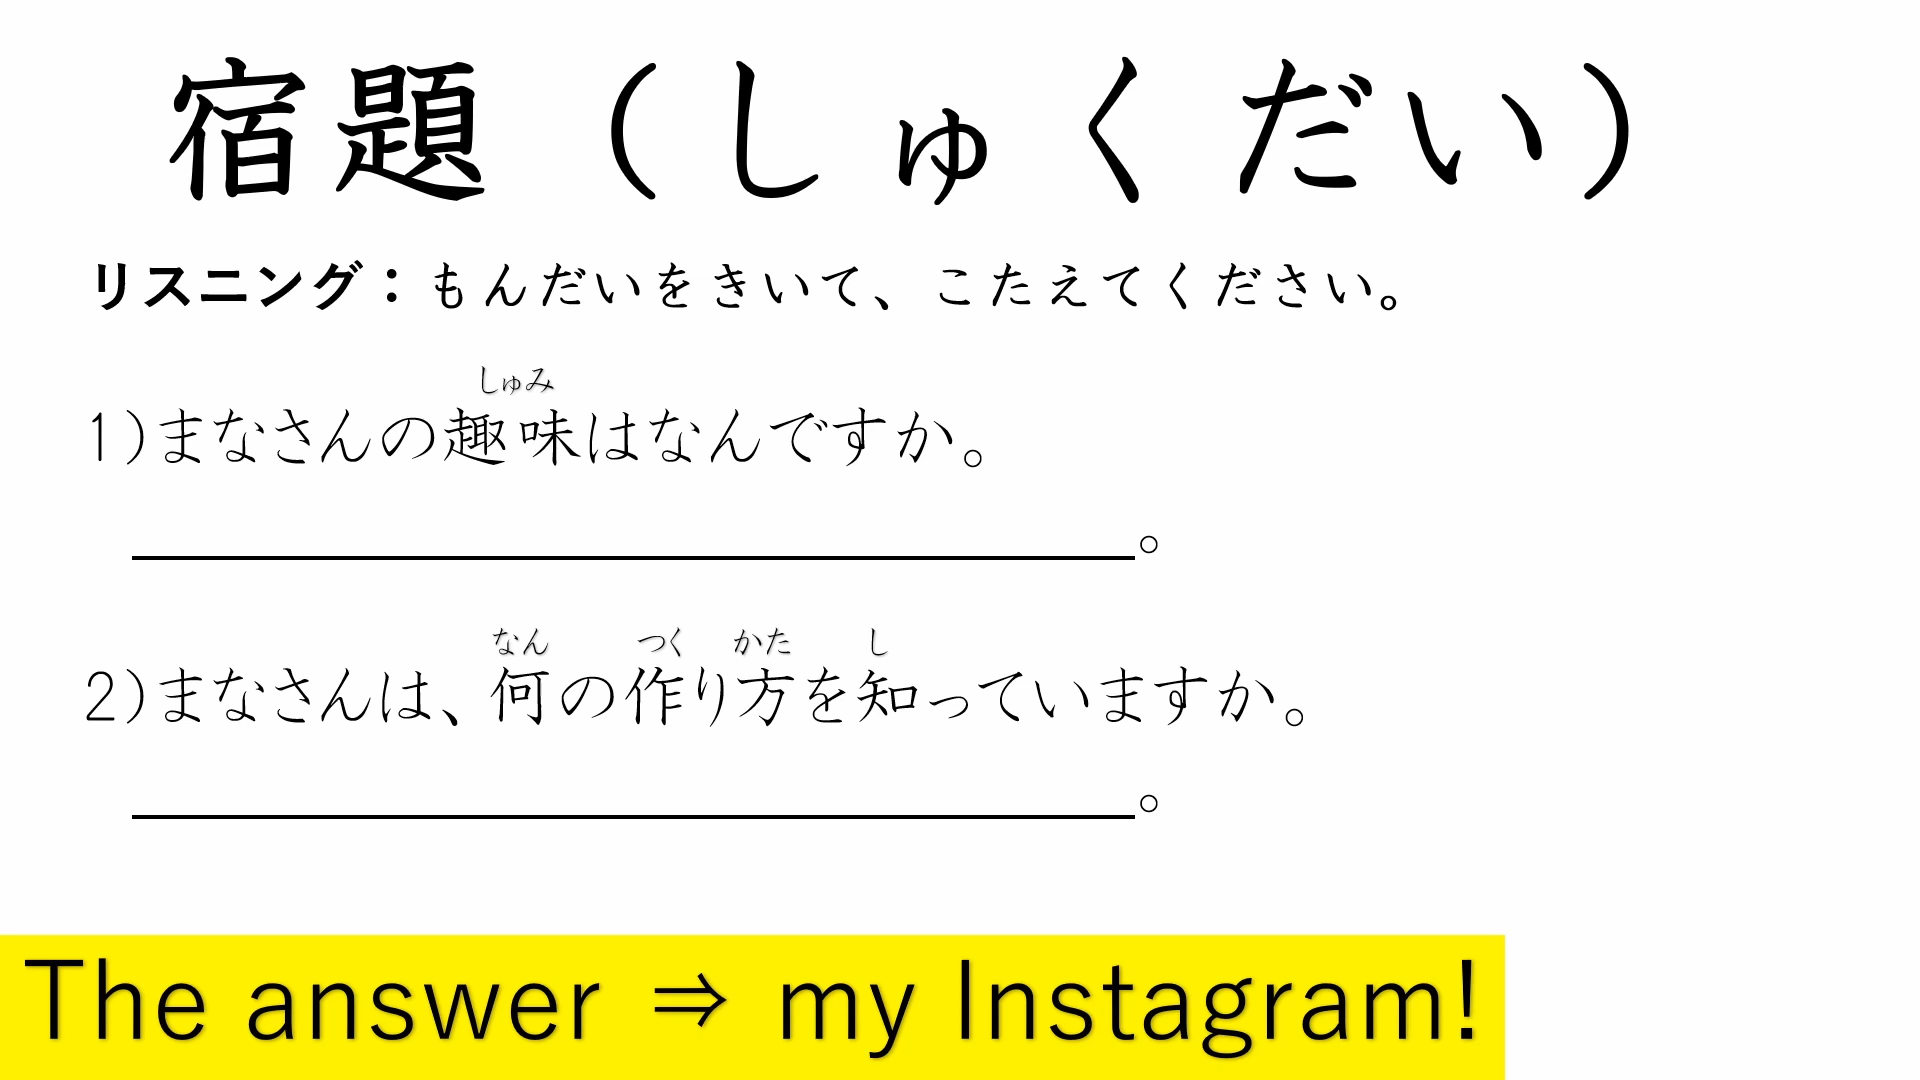 宿題（しゅくだい）
リスニング：もんだいをきいて、こたえてください。
しゅみ
1)まなさんの趣味はなんですか。
。
なん つく かた し
2)まなさんは、何の作り方を知っていますか。
。
The answer ⇒ my Instagram!